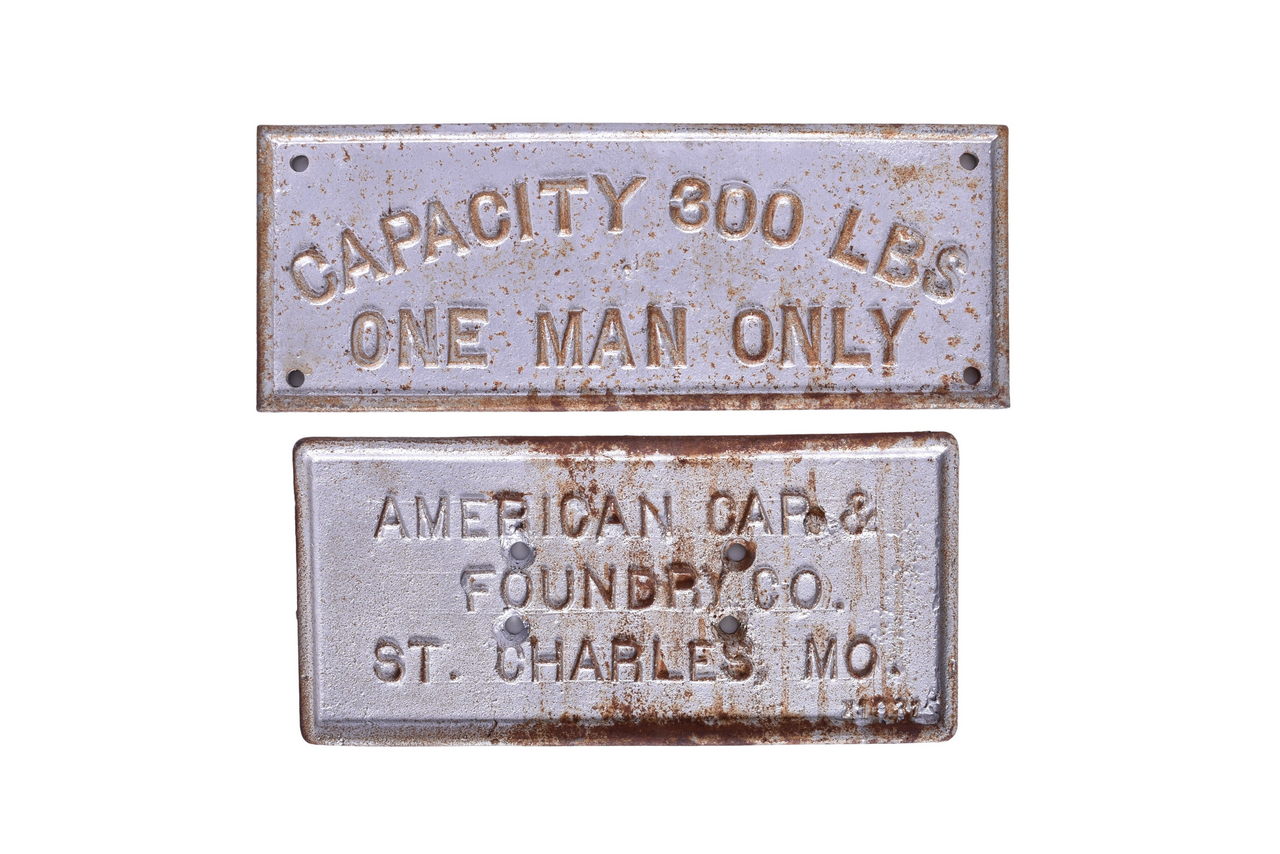 CAPACITY 300 LBS
ONE MAN ONLY
AMERICAN CAR &
FOUNDRY CO.
ST. CHARLES, MO.